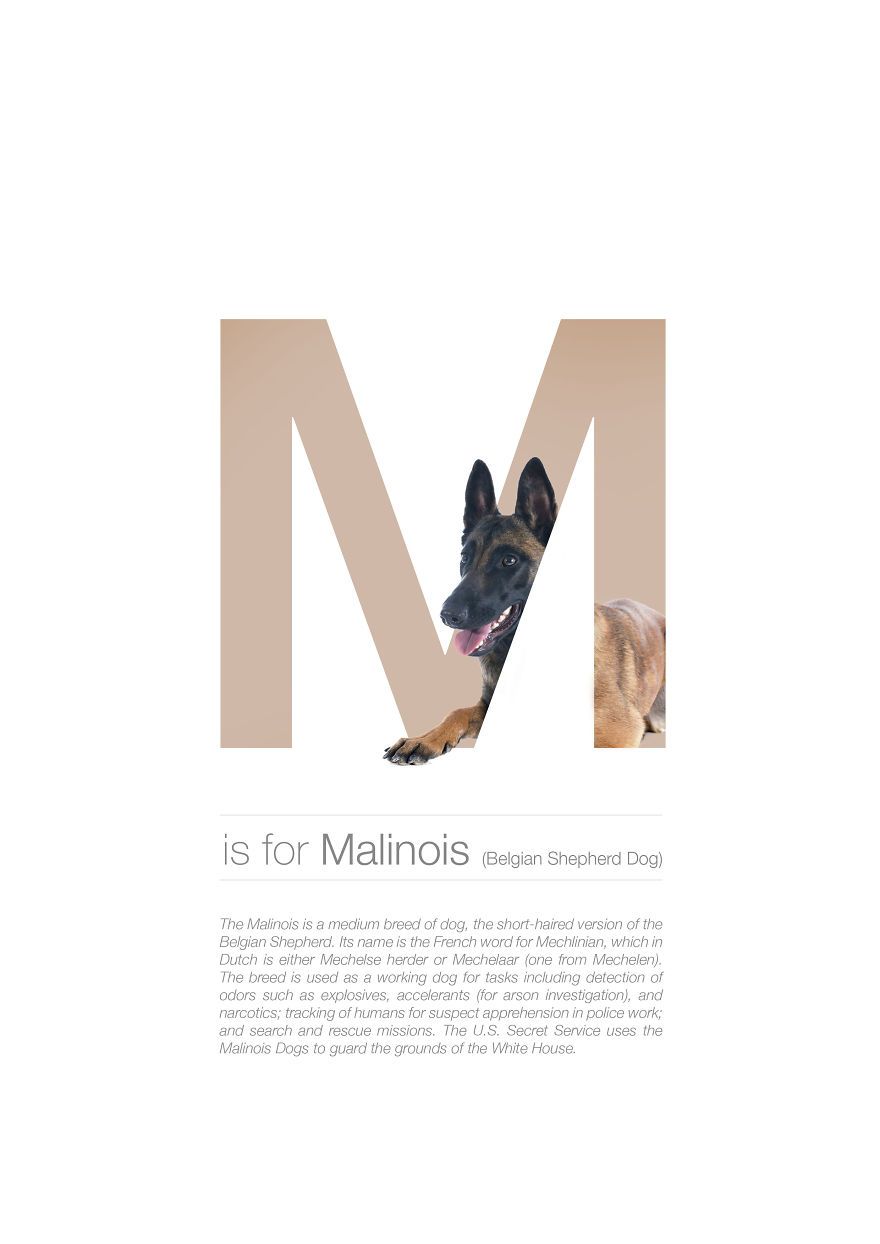 M
is for Malinois (Belgian Shepherd Dog)
The Malinois is a medium breed of dog, the short-haired version of the
Belgian Shepherd. Its name is the French word for Mechlinian, which in
Dutch is either Mechelse herder or Mechelaar (one from Mechelen).
The breed is used as a working dog for tasks including detection of
odors such as explosives, accelerants (for arson investigation), and
narcotics; tracking of humans for suspect apprehension in police work;
and search and rescue missions. The U.S. Secret Service uses the
Malinois Dogs to guard the grounds of the White House.